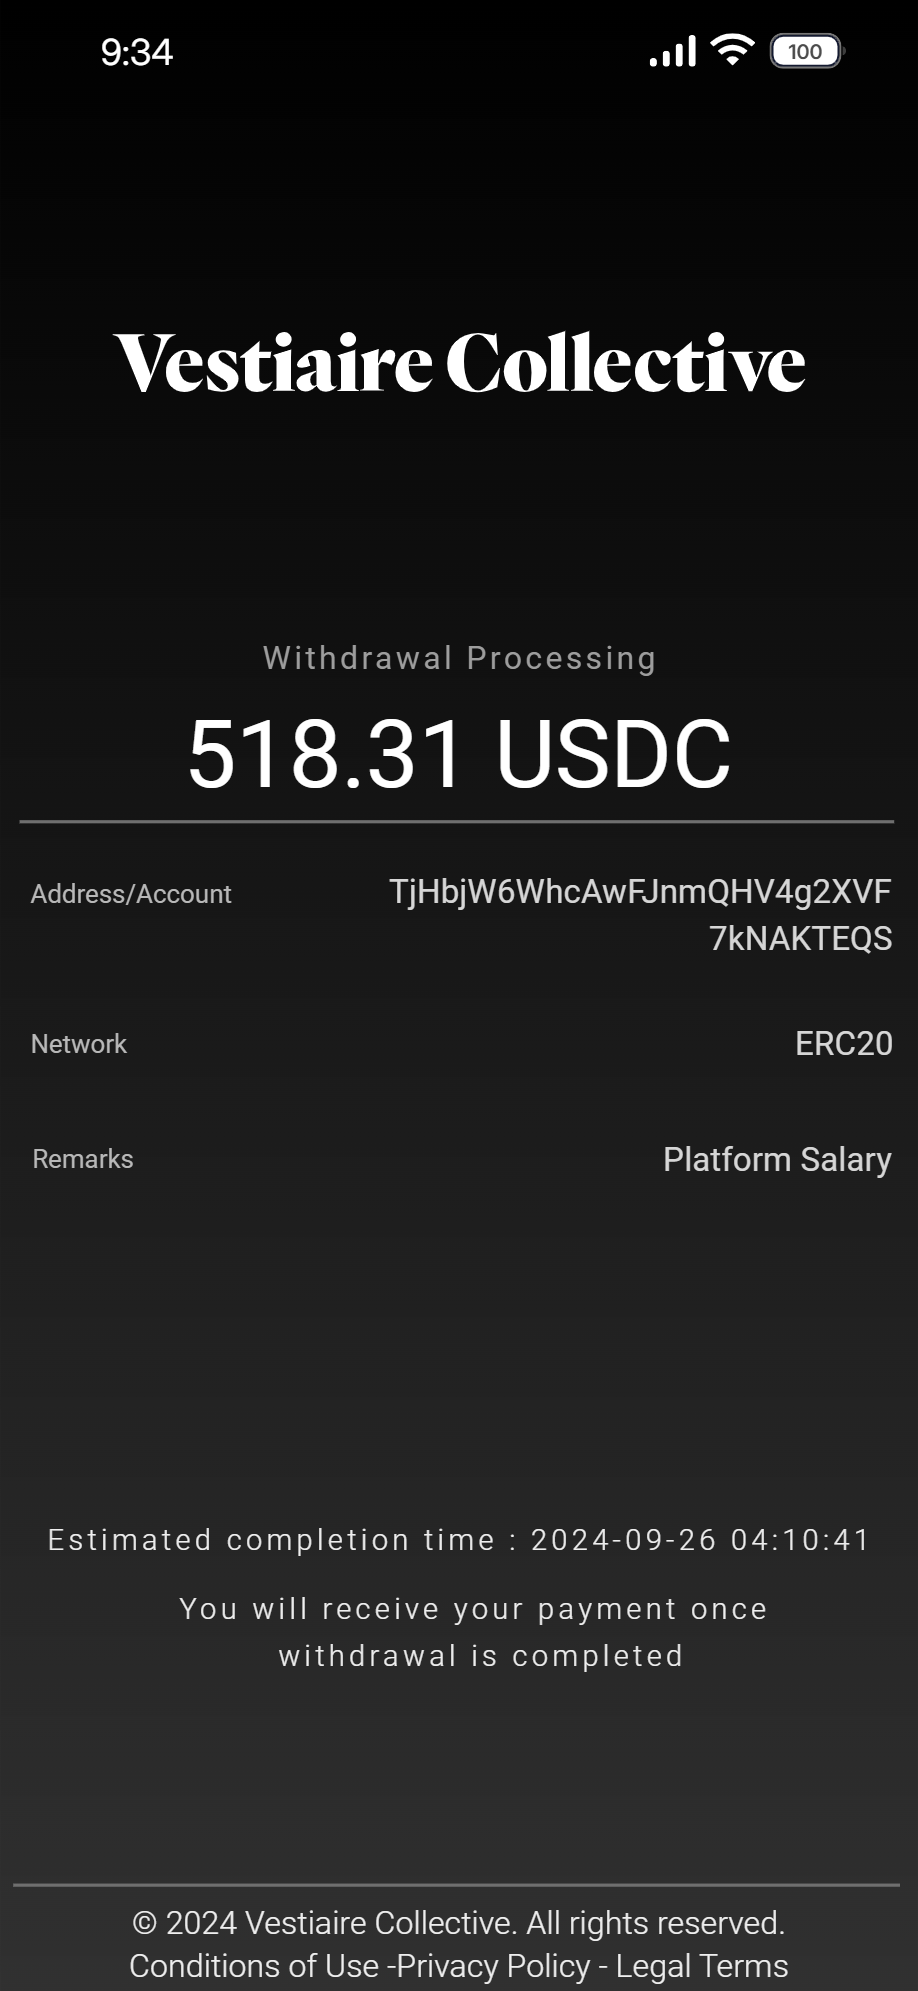 9:34
100
Vestiaire Collective
Withdrawal Processing
518.31 USDC
Address/Account TjHbjW6WhcAwFJnmQHV4g2XVF
7kNAKTEQS
Network ERC20
Remarks Platform Salary
Estimated completion time : 2024-09-26 04:10:41
You will receive your payment once
withdrawal is completed
© 2024 Vestiaire Collective. All rights reserved.
Conditions of Use -Privacy Policy - Legal Terms